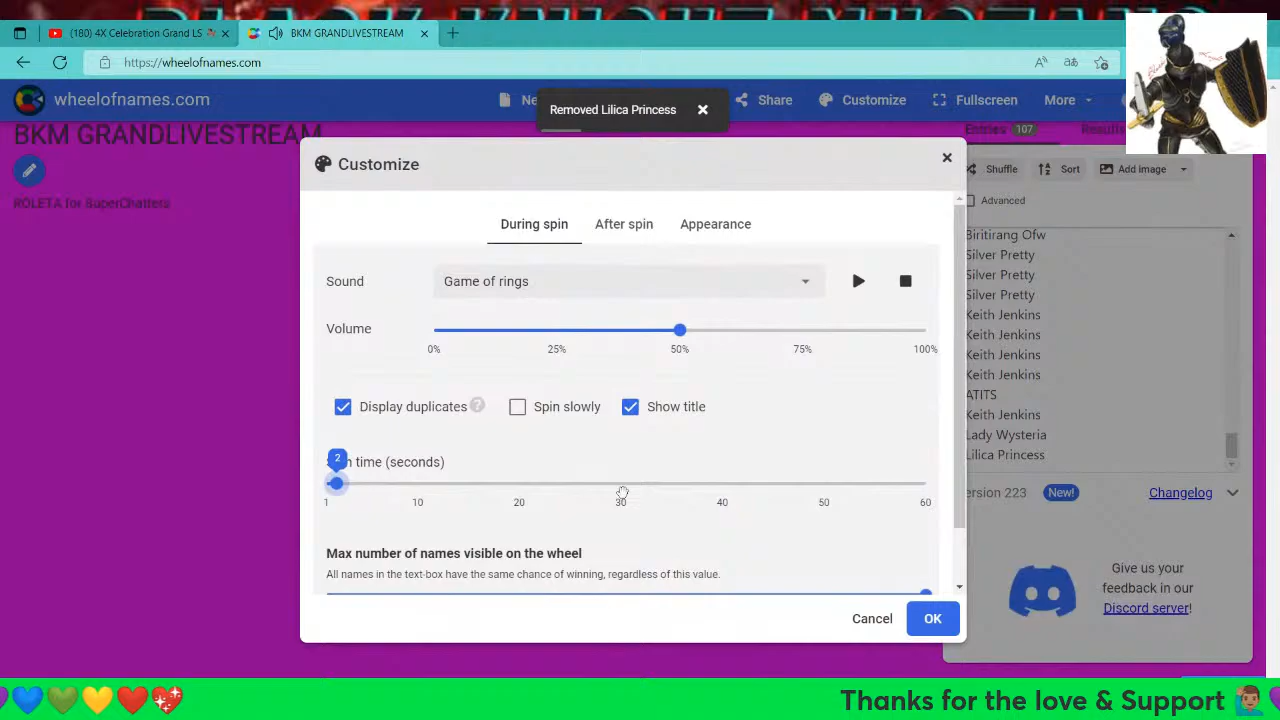 (180) 4X Celebration Grand LS
BKM GRANDLIVESTREAM
https://wheelofnames.com
wheelofnames.com
Share
Customize
Fullscreen
More
Removed Lilica Princess
BKM GRANDLIVESTREAM
Entries 107
ROLETA for SuperChatters
Customize
Shuffle
Sort
Add image
Advanced
During spin
After spin
Appearance
Sound
Game of rings
Volume
0%
25%
50%
75%
100%
Display duplicates
?
Spin slowly
Show title
2
time (seconds)
1
10
20
30
40
50
60
Max number of names visible on the wheel
All names in the text-box have the same chance of winning, regardless of this value.
Cancel
OK
Biritirang Ofw
Silver Pretty
Silver Pretty
Silver Pretty
Keith Jenkins
Keith Jenkins
Keith Jenkins
Keith Jenkins
ATITS
Keith Jenkins
Lady Wysteria
Lilica Princess
ersion 223
New!
Changelog
Give us your
feedback in our
Discord server!
Thanks for the love & Support